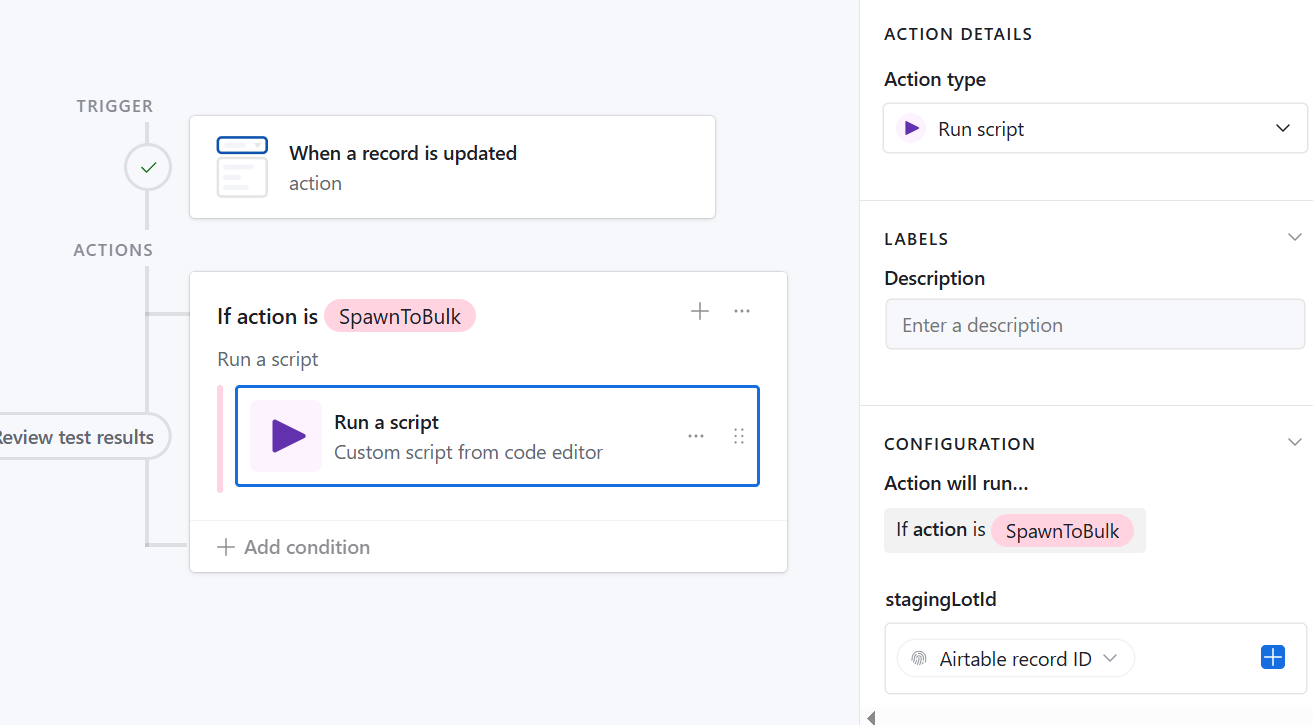 TRIGGER
When a record is updated
action
ACTIONS
If action is SpawnToBulk
Run a script
Run a script
Custom script from code editor
Review test results
Add condition
ACTION DETAILS
Action type
Run script
LABELS
Description
Enter a description
CONFIGURATION
Action will run...
If action is SpawnToBulk
stagingLotId
Airtable record ID